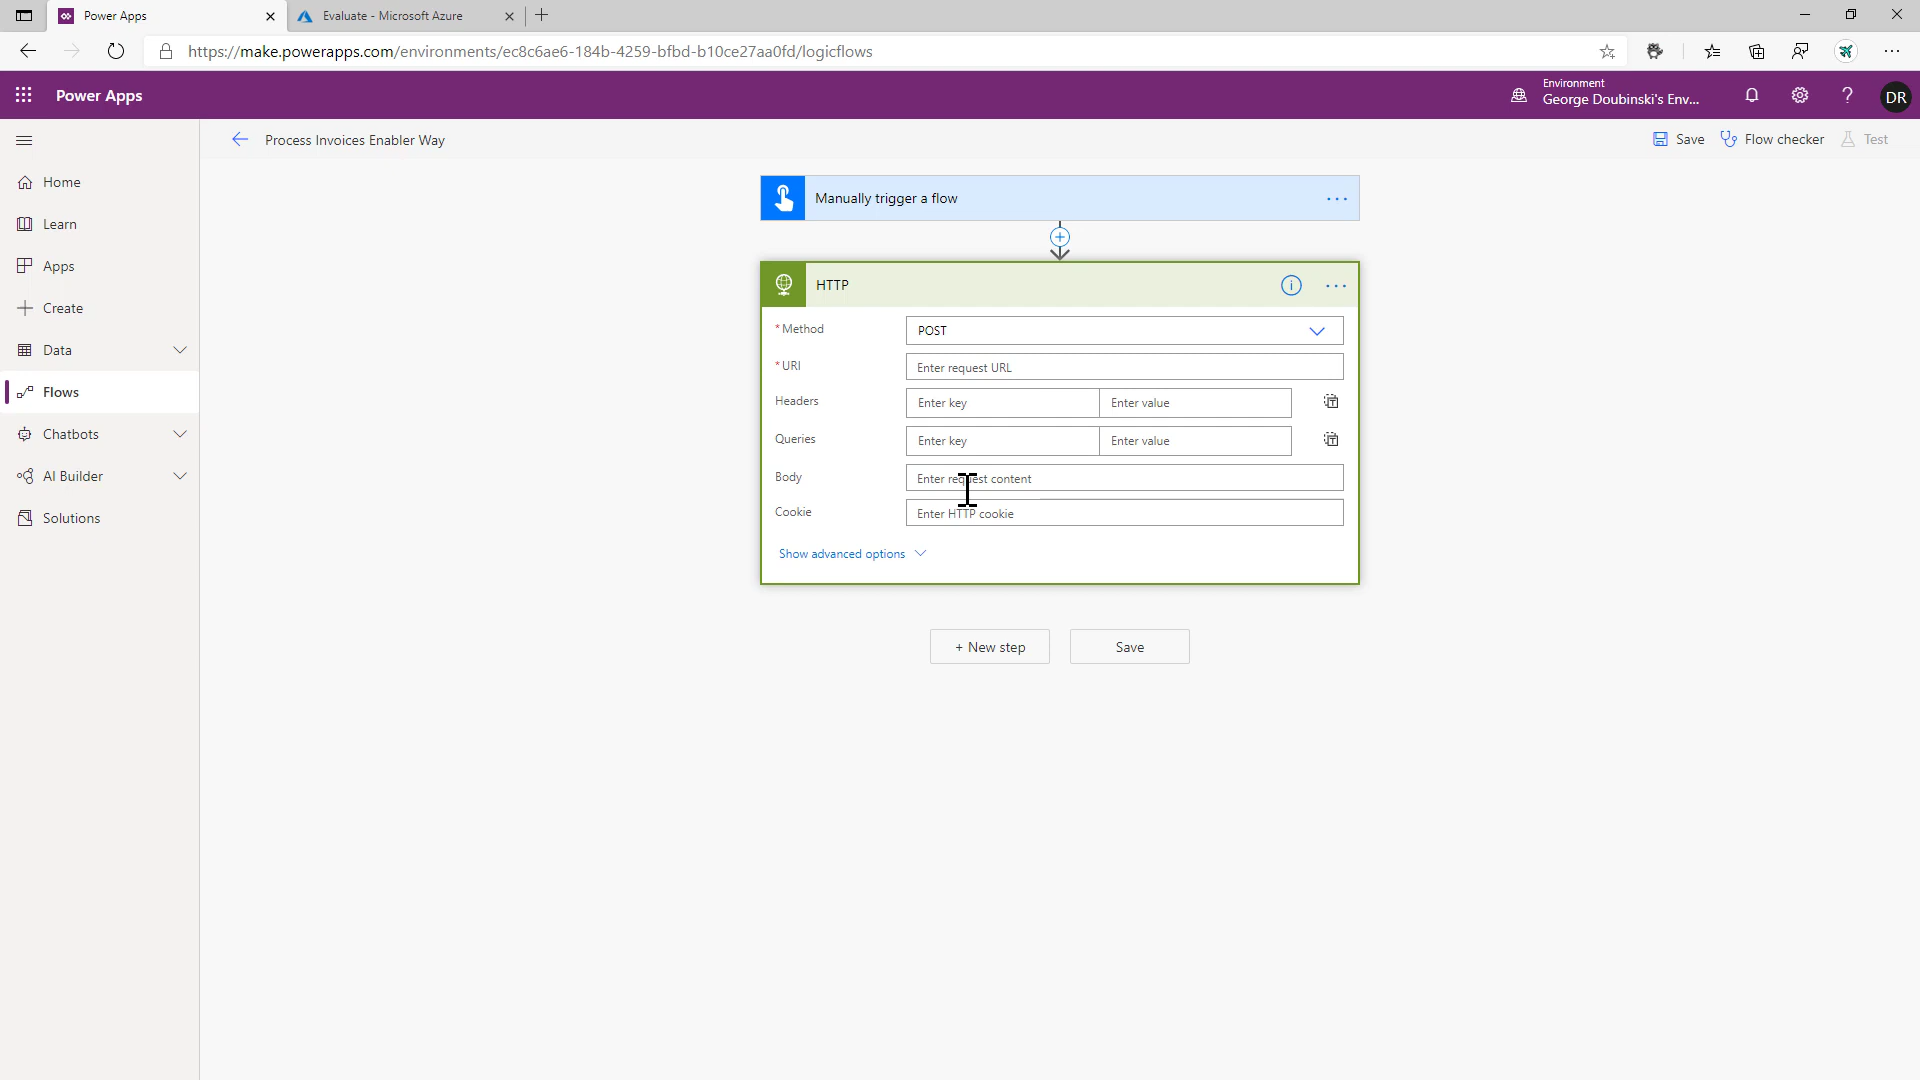 Power Apps
Evaluate - Microsoft Azure
https://make.powerapps.com/environments/ec8c6ae6-184b-4259-bfbd-b10ce27aa0fd/logicflows
Power Apps
Environment
George Doubinski's Env...
DR
Process Invoices Enabler Way
Save
Flow checker
Test
Home
Learn
Apps
Create
Data
Flows
Chatbots
AI Builder
Solutions
Manually trigger a flow
HTTP
* Method
POST
* URI
Enter request URL
Headers
Enter key
Enter value
Queries
Enter key
Enter value
Body
Enter request content
Cookie
Enter HTTP cookie
Show advanced options
+ New step
Save